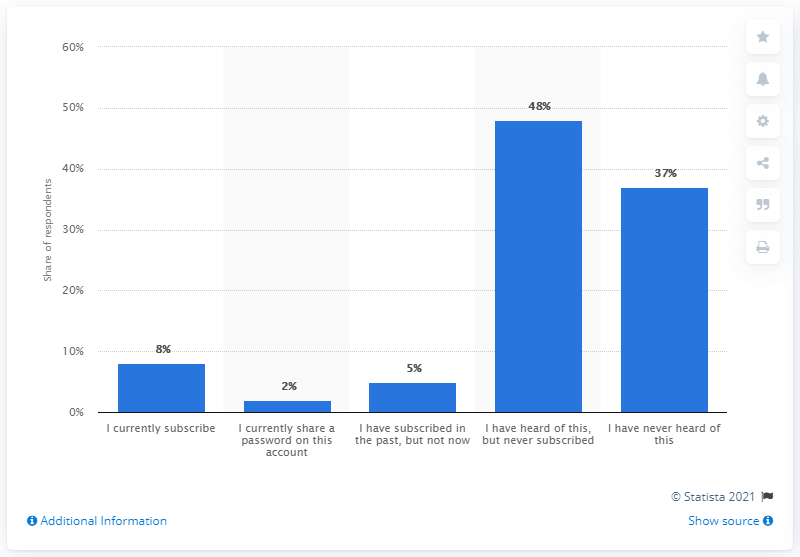 60%
50%
40%
30%
20%
10%
0%
Share of respondents
8%
2%
5%
48%
37%
I currently subscribe
I currently share a
password on this
account
I have subscribed in
the past, but not now
I have heard of this,
but never subscribed
I have never heard of
this
© Statista 2021
Additional Information
Show source